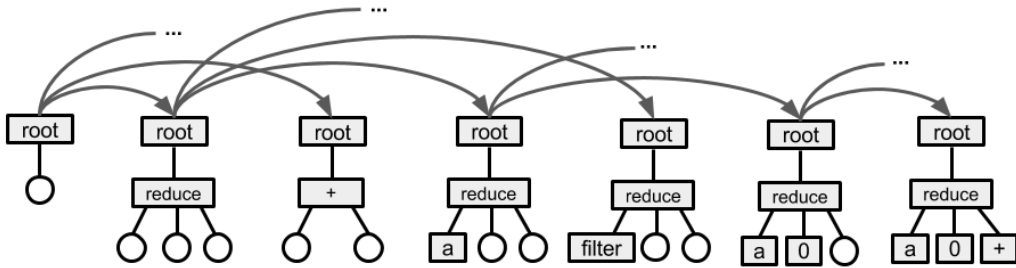 ... ... ... ...
root root root root root root root
reduce + reduce reduce reduce reduce
a filter a 0 a 0 +